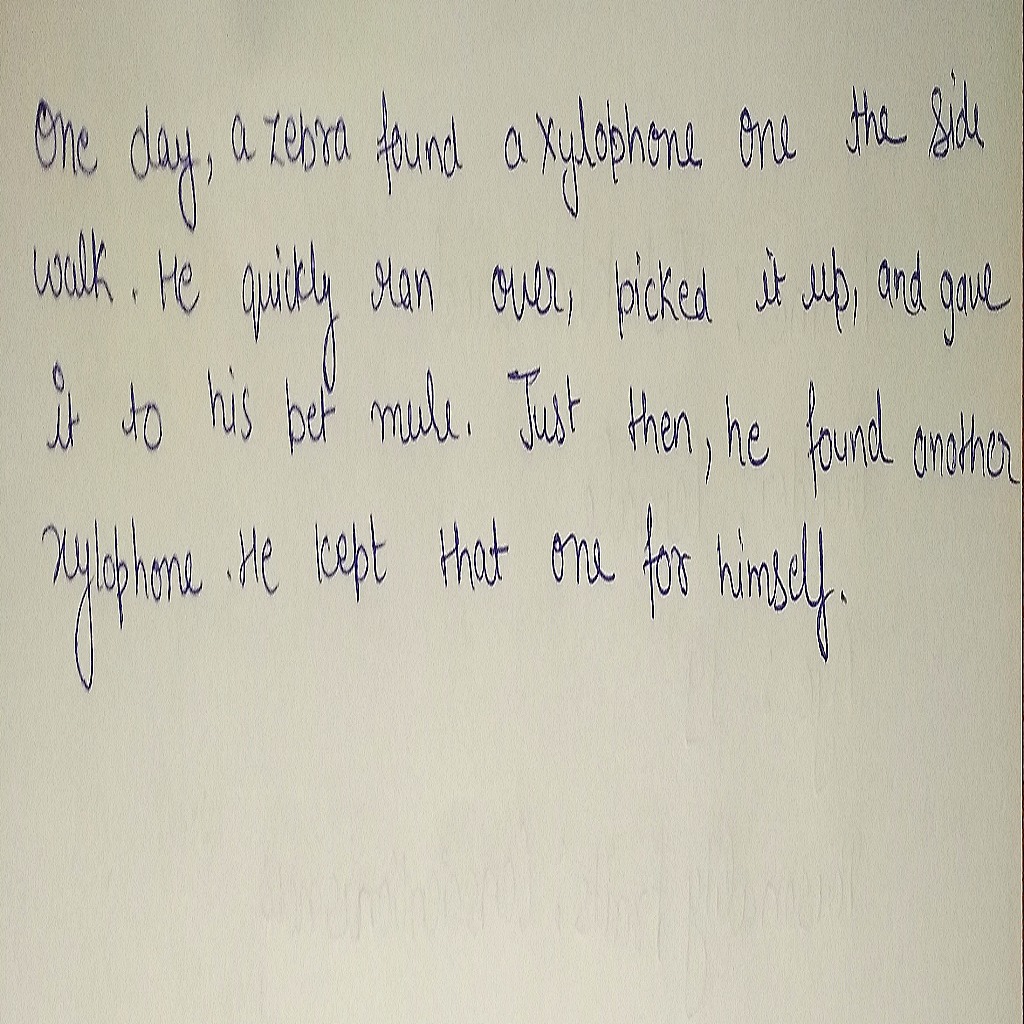 One day, a zebra found a xylophone one the side
walk. He quickly ran over, picked it up, and gave
it to his pet mule. Just then, he found another
xylophone. He kept that one for himself.